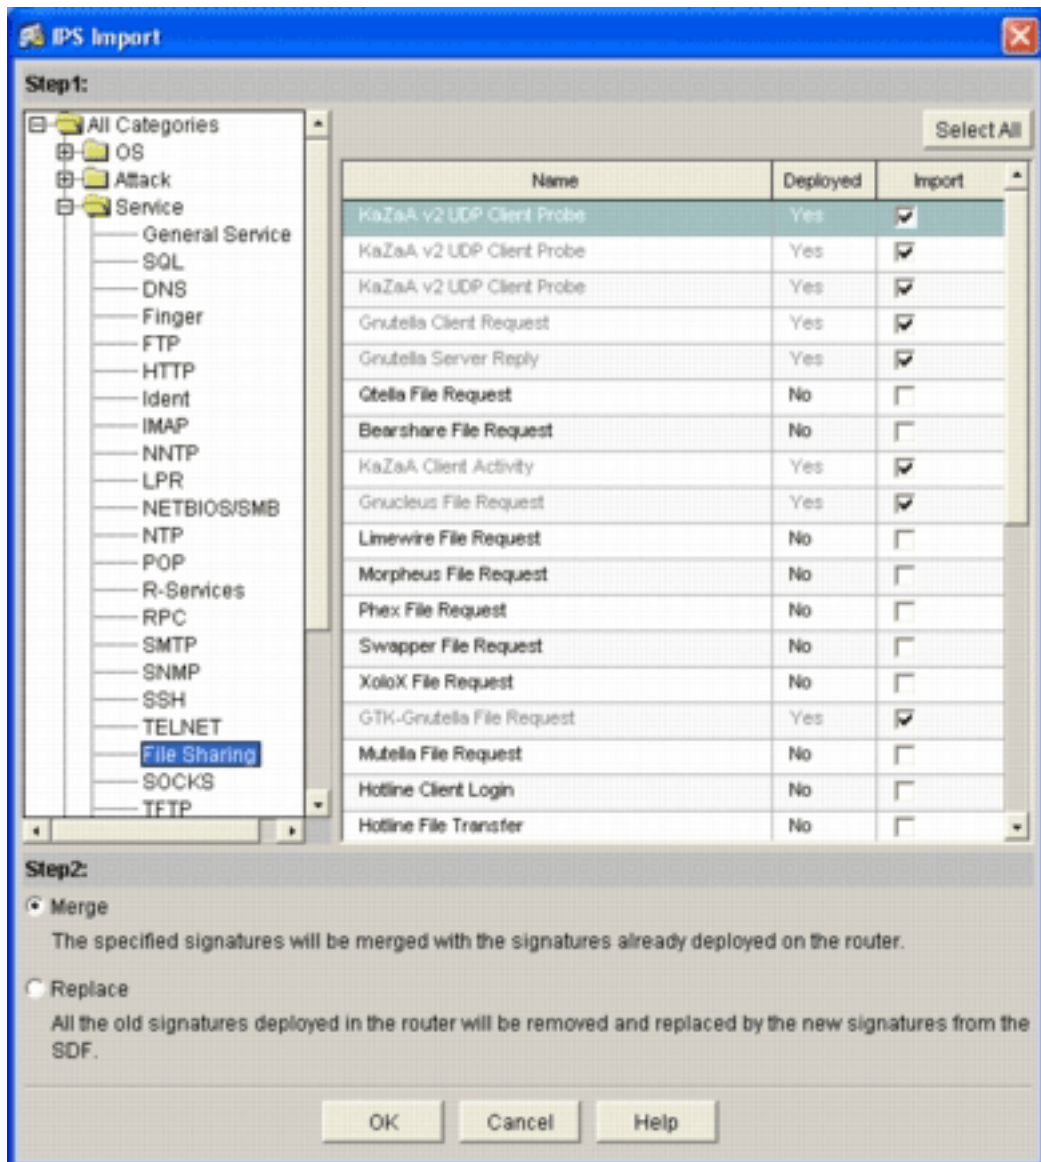 IPS Import
Step1:
All Categories
OS
Attack
Service
General Service
SQL
DNS
Finger
FTP
HTTP
Ident
IMAP
NNTP
LPR
NETBIOS/SMB
NTP
POP
R-Services
RPC
SMTP
SNMP
SSH
TELNET
File Sharing
SOCKS
TFTP
Select All
Name Deployed Import
KaZaA v2 UDP Client Probe Yes
KaZaA v2 UDP Client Probe Yes
KaZaA v2 UDP Client Probe Yes
Gnutella Client Request Yes
Gnutella Server Reply Yes
Qtella File Request No
Bearshare File Request No
KaZaA Client Activity Yes
Gnucleus File Request Yes
Limewire File Request No
Morpheus File Request No
Phex File Request No
Swapper File Request No
XoloX File Request No
GTK-Gnutella File Request Yes
Mutella File Request No
Hotline Client Login No
Hotline File Transfer No
Step2:
Merge
The specified signatures will be merged with the signatures already deployed on the router.
Replace
All the old signatures deployed in the router will be removed and replaced by the new signatures from the
SDF.
OK Cancel Help